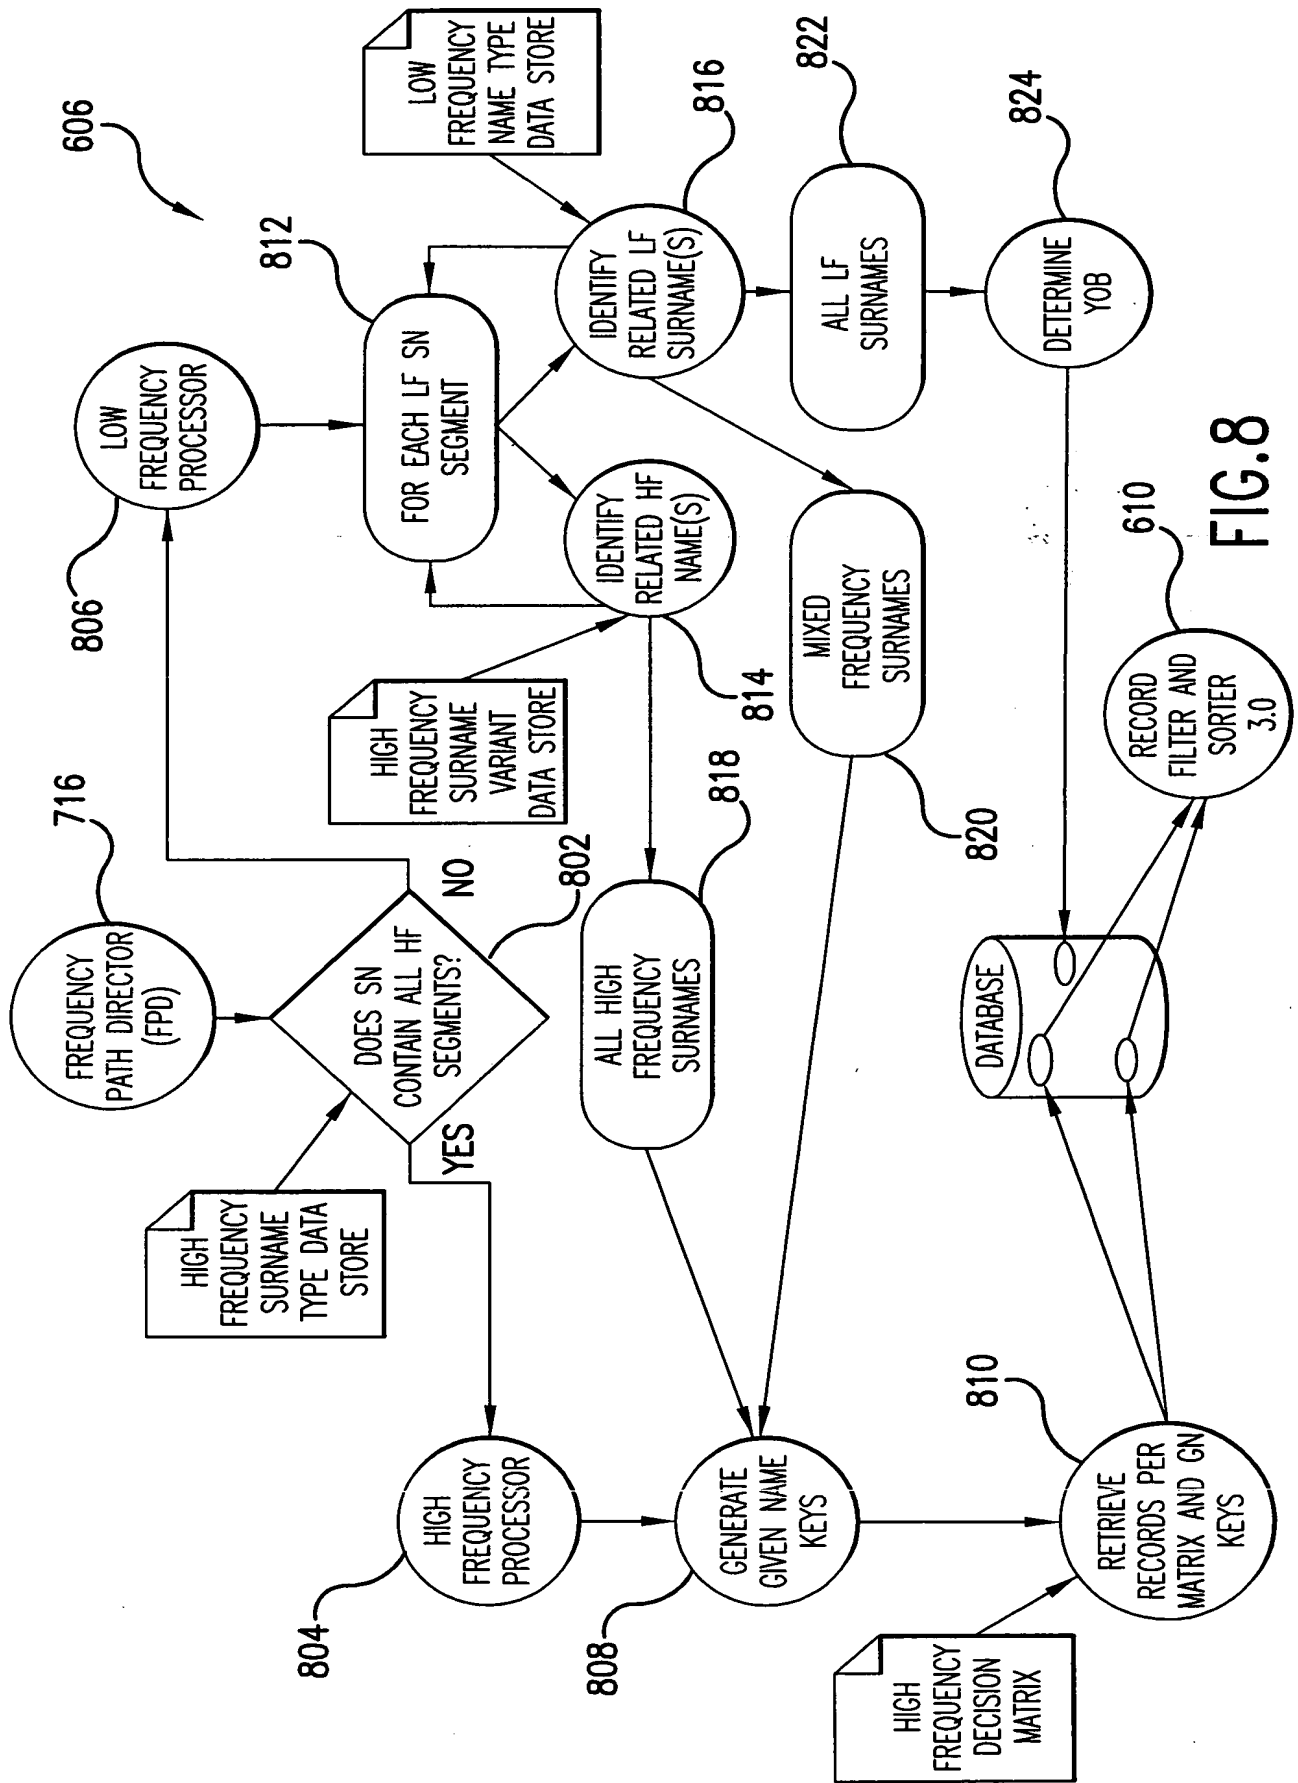 606
716
FREQUENCY
PATH DIRECTOR
(FPD)
HIGH
FREQUENCY
SURNAME
TYPE DATA
STORE
DOES SN
CONTAIN ALL HF
SEGMENTS?
802
YES
NO
804
HIGH
FREQUENCY
PROCESSOR
806
LOW
FREQUENCY
PROCESSOR
812
FOR EACH LF SN
SEGMENT
HIGH
FREQUENCY
SURNAME
VARIANT
DATA STORE
LOW
FREQUENCY
NAME TYPE
DATA STORE
IDENTIFY
RELATED HF
NAME(S)
814
IDENTIFY
RELATED LF
SURNAME(S)
816
808
GENERATE
GIVEN NAME
KEYS
ALL HIGH
FREQUENCY
SURNAMES
818
MIXED
FREQUENCY
SURNAMES
820
ALL LF
SURNAMES
822
HIGH
FREQUENCY
DECISION
MATRIX
RETRIEVE
RECORDS PER
MATRIX AND GN
KEYS
810
DATABASE
DETERMINE
YOB
824
RECORD
FILTER AND
SORTER
3.0
610
FIG.8